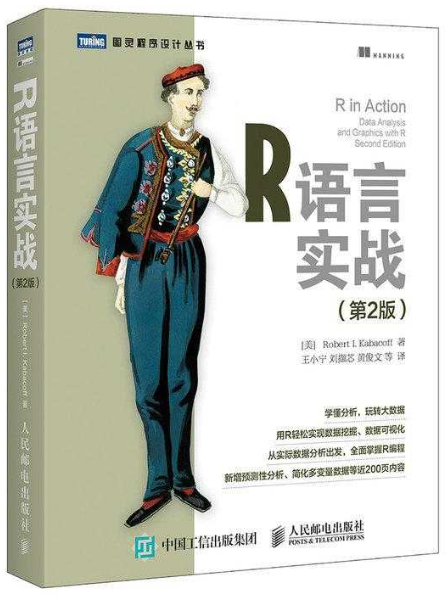 TURING 图灵程序设计丛书
MANNING
R in Action
Data Analysis
and Graphics with R
Second Edition
R语言
实战
(第2版)
[美] Robert I. Kabacoff 著
王小宁 刘撷芯 黄俊文 等 译
学懂分析，玩转大数据
用R轻松实现数据挖掘、数据可视化
从实际数据分析出发，全面掌握R编程
新增预测性分析、简化多变量数据等近200页内容
中国工信出版集团
人民邮电出版社
POSTS & TELECOM PRESS
TURING
R语言实战
(第2版)
[美] Robert I. Kabacoff 著
人民邮电出版社